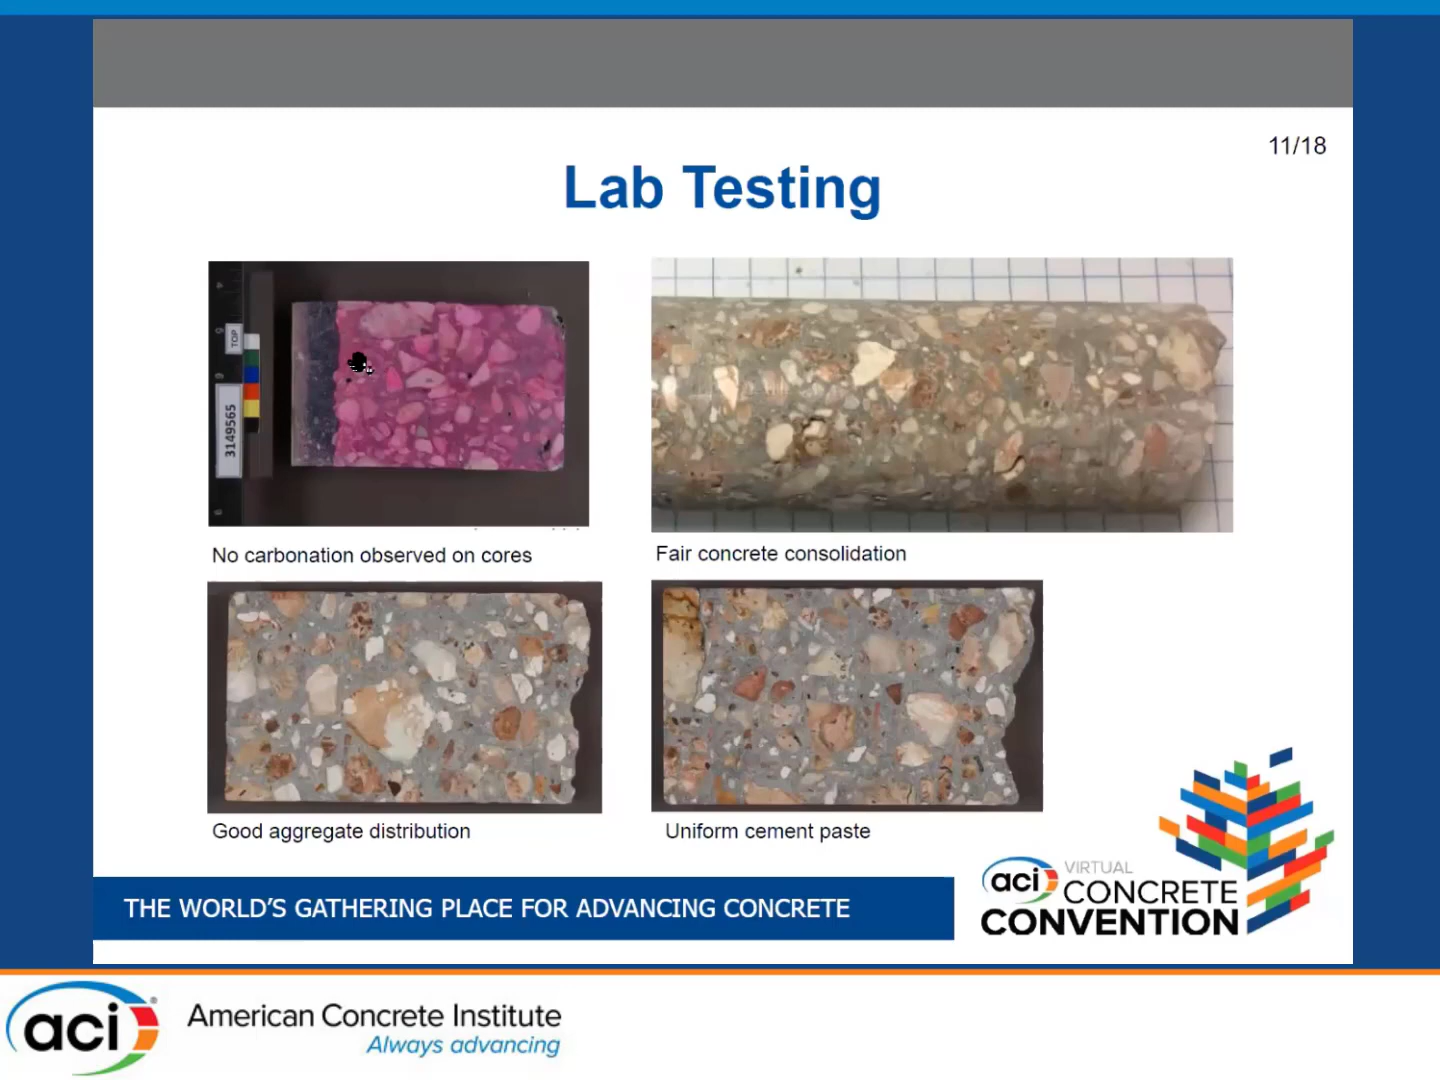 11/18
Lab Testing
TOP
3149565
No carbonation observed on cores
Fair concrete consolidation
Good aggregate distribution
Uniform cement paste
THE WORLD'S GATHERING PLACE FOR ADVANCING CONCRETE
aci VIRTUAL
CONCRETE
CONVENTION
aci
American Concrete Institute
Always advancing